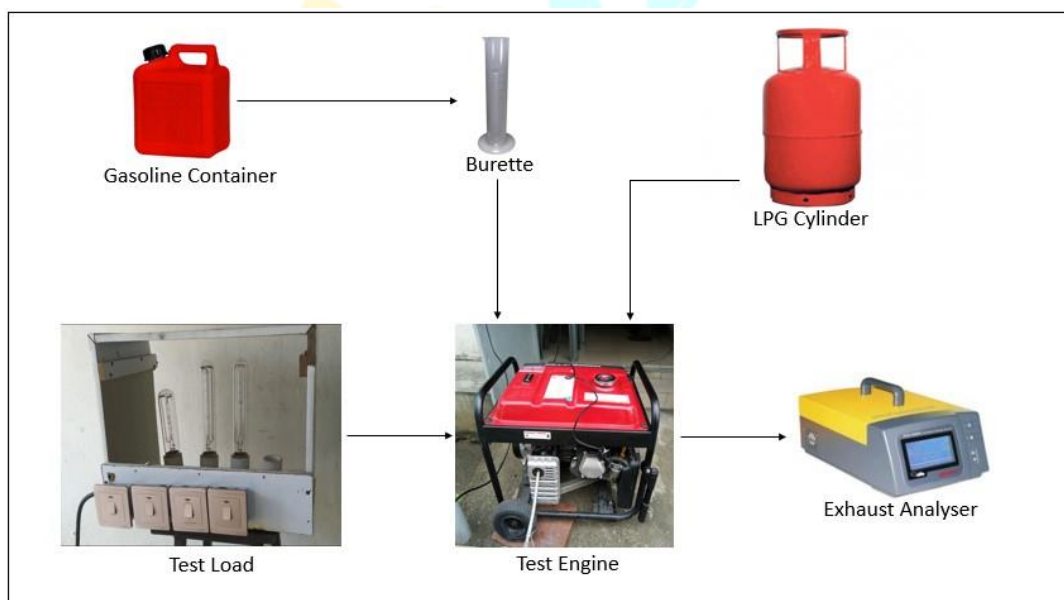 Gasoline Container
Burette
LPG Cylinder
Test Load
Test Engine
Exhaust Analyser